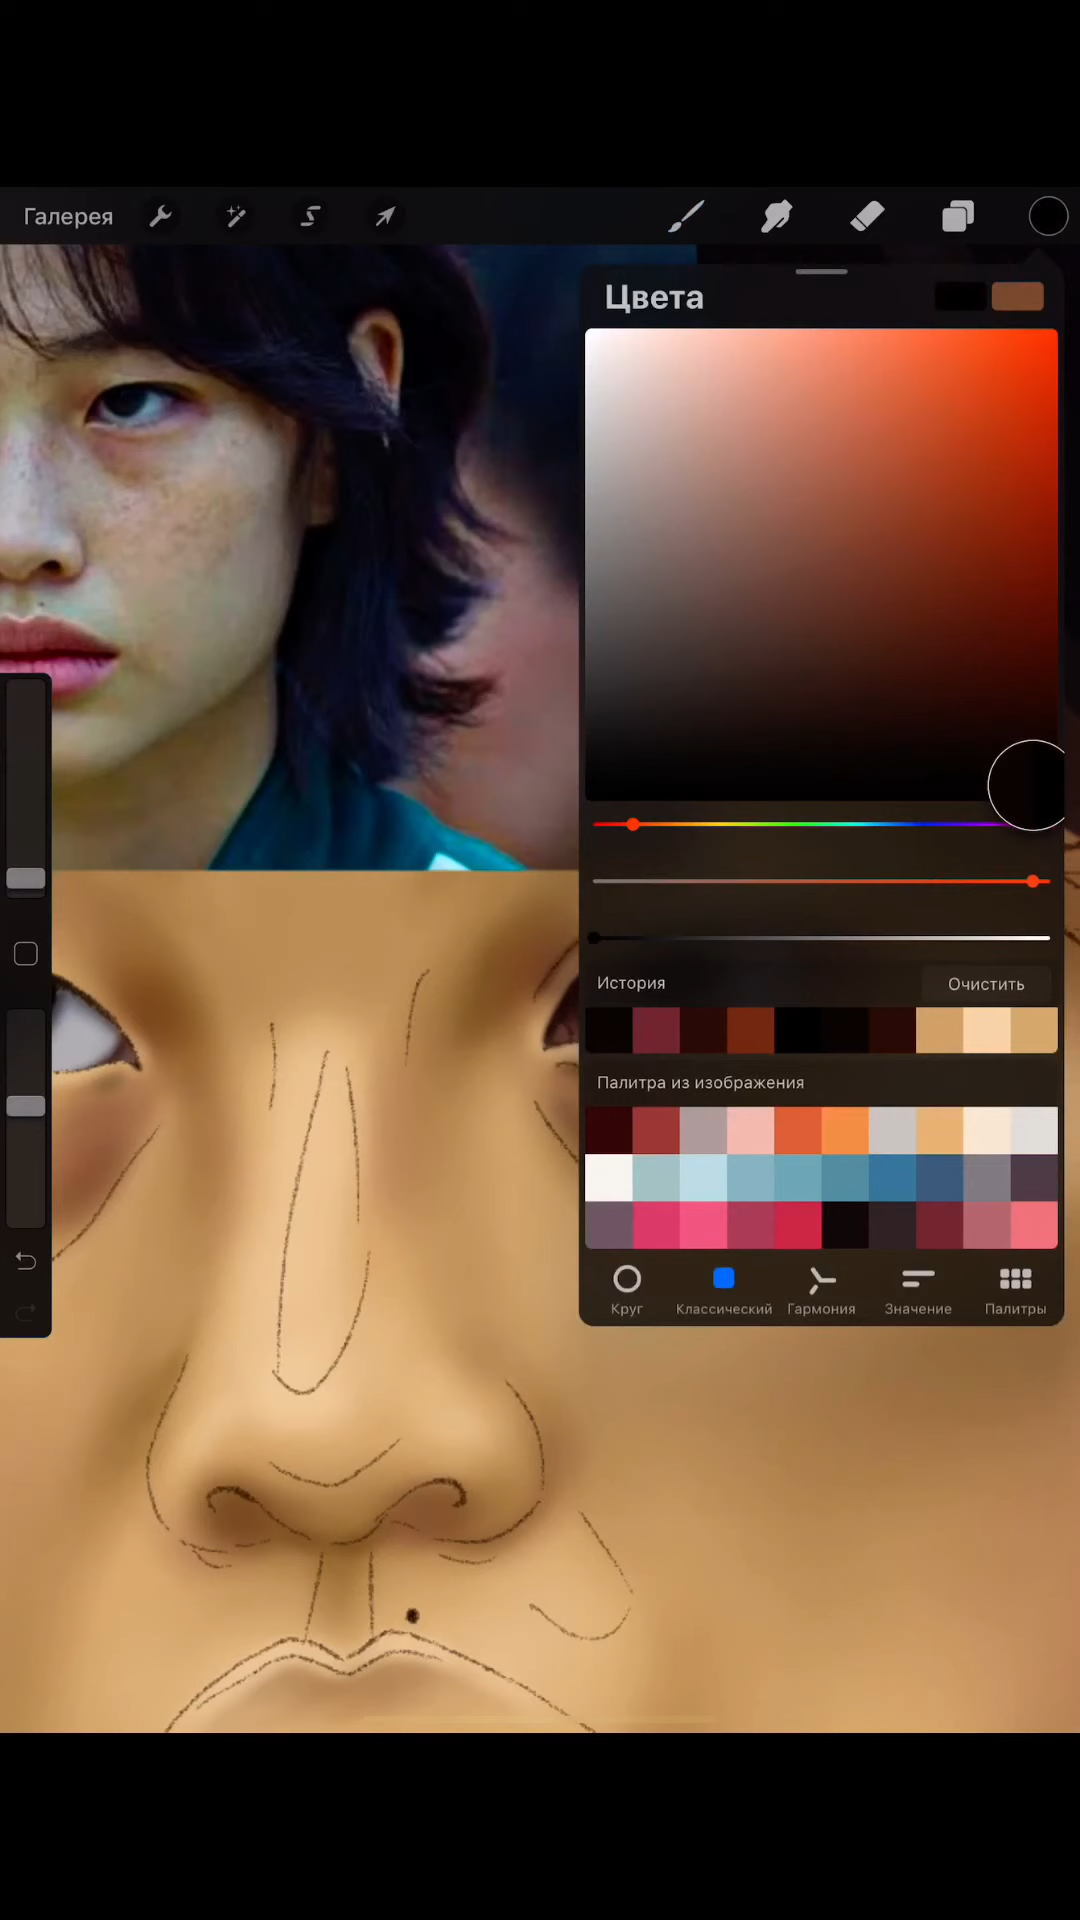 Галерея
Цвета
История
Очистить
Палитра из изображения
Круг
Классический
Гармония
Значение
Палитры